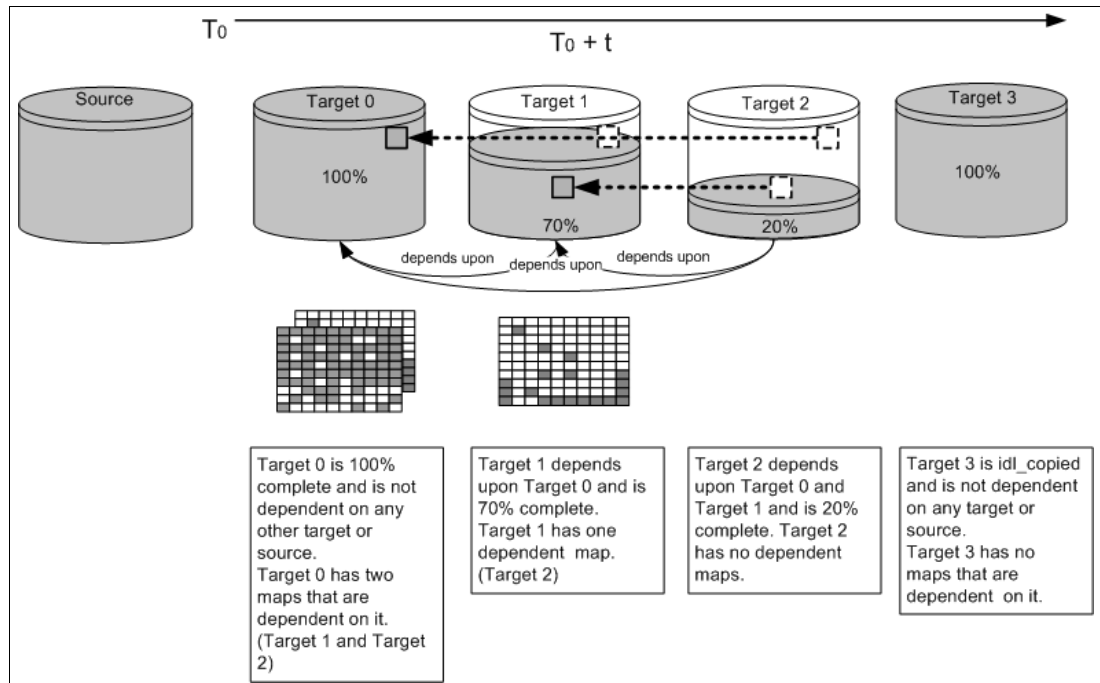 T0
T0 + t
Source
Target 0
Target 1
Target 2
Target 3
100%
70%
20%
100%
depends upon
depends upon
depends upon
Target 0 is 100%
complete and is not
dependent on any
other target or
source.
Target 0 has two
maps that are
dependent on it.
(Target 1 and Target
2)
Target 1 depends
upon Target 0 and is
70% complete.
Target 1 has one
dependent map.
(Target 2)
Target 2 depends
upon Target 0 and
Target 1 and is 20%
complete. Target 2
has no dependent
maps.
Target 3 is idl_copied
and is not dependent
on any target or
source.
Target 3 has no
maps that are
dependent on it.